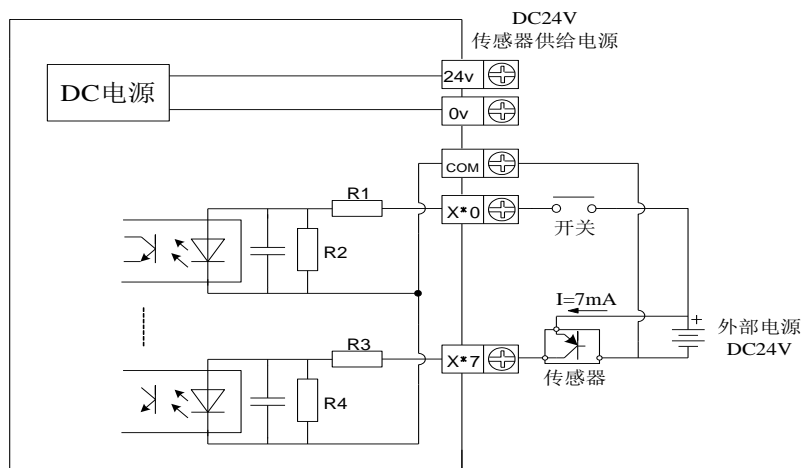 DC24V
传感器供给电源
DC电源
24v
0v
COM
R1
X*0
开关
R2
I=7mA
+
外部电源
DC24V
R3
X*7
传感器
R4